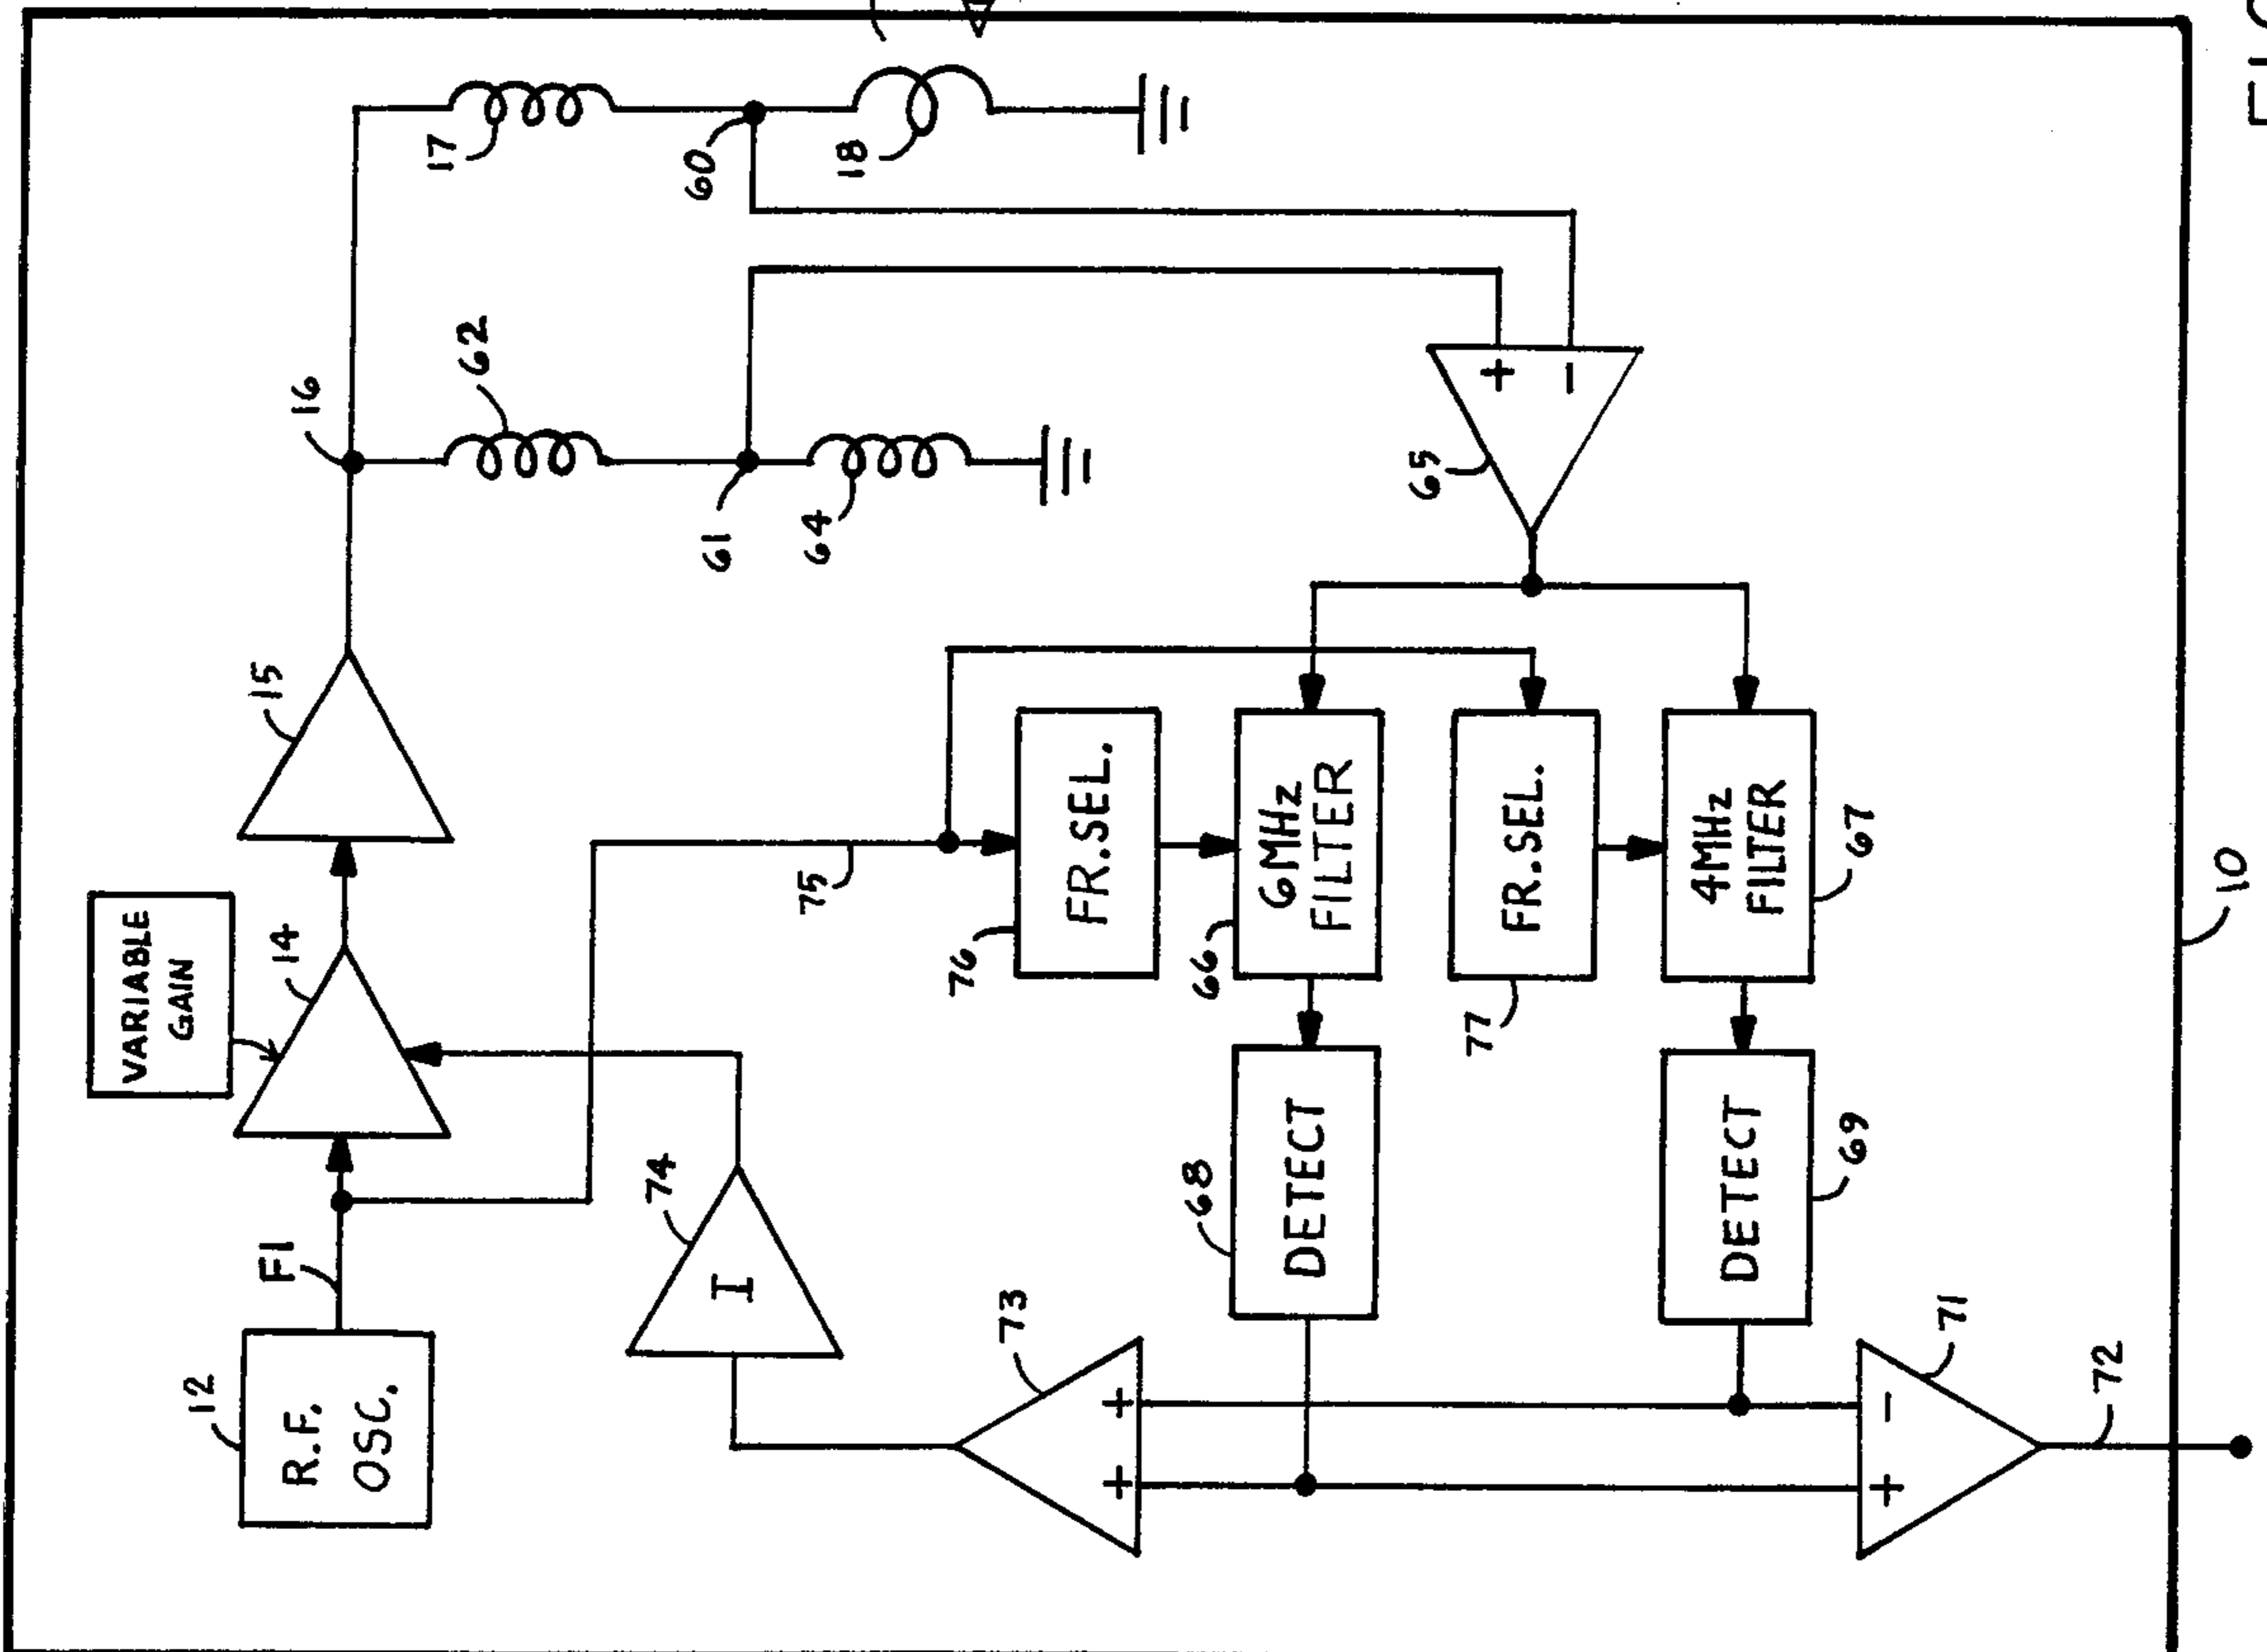 VARIABLE
GAIN
12
R.F.
OSC.
F1
14
15
16
17
62
74
I
60
61
64
18
75
76
FR.SEL.
73
+ +
68
DETECT
66
6MHz
FILTER
65
+
-
77
FR.SEL.
DETECT
69
4MHz
FILTER
67
+ -
71
72
10